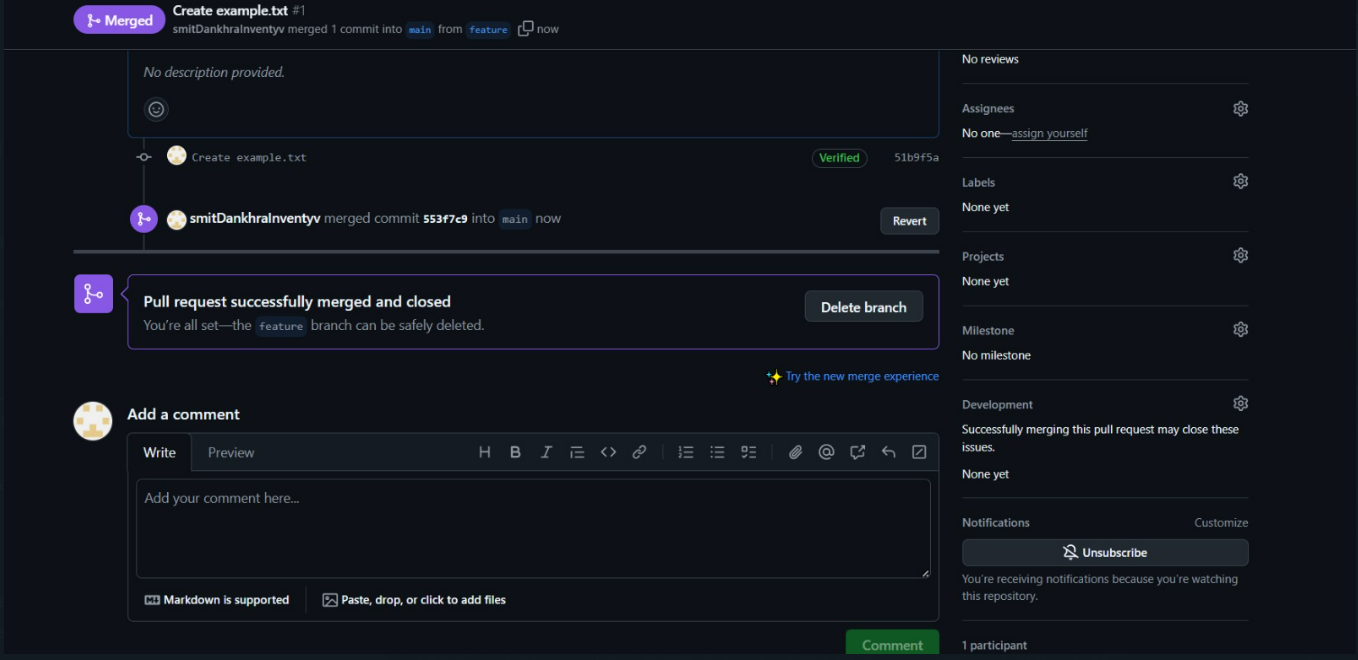 Merged
Create example.txt #1
smitDankhraInventyv merged 1 commit into main from feature now
No description provided.
Create example.txt
Verified
51b9f5a
smitDankhraInventyv merged commit 553f7c9 into main now
Revert
Pull request successfully merged and closed
You're all set—the feature branch can be safely deleted.
Delete branch
Try the new merge experience
Add a comment
Write
Preview
Add your comment here...
Markdown is supported
Paste, drop, or click to add files
Comment
No reviews
Assignees
No one—assign yourself
Labels
None yet
Projects
None yet
Milestone
No milestone
Development
Successfully merging this pull request may close these
issues.
None yet
Notifications
Customize
Unsubscribe
You're receiving notifications because you're watching
this repository.
1 participant